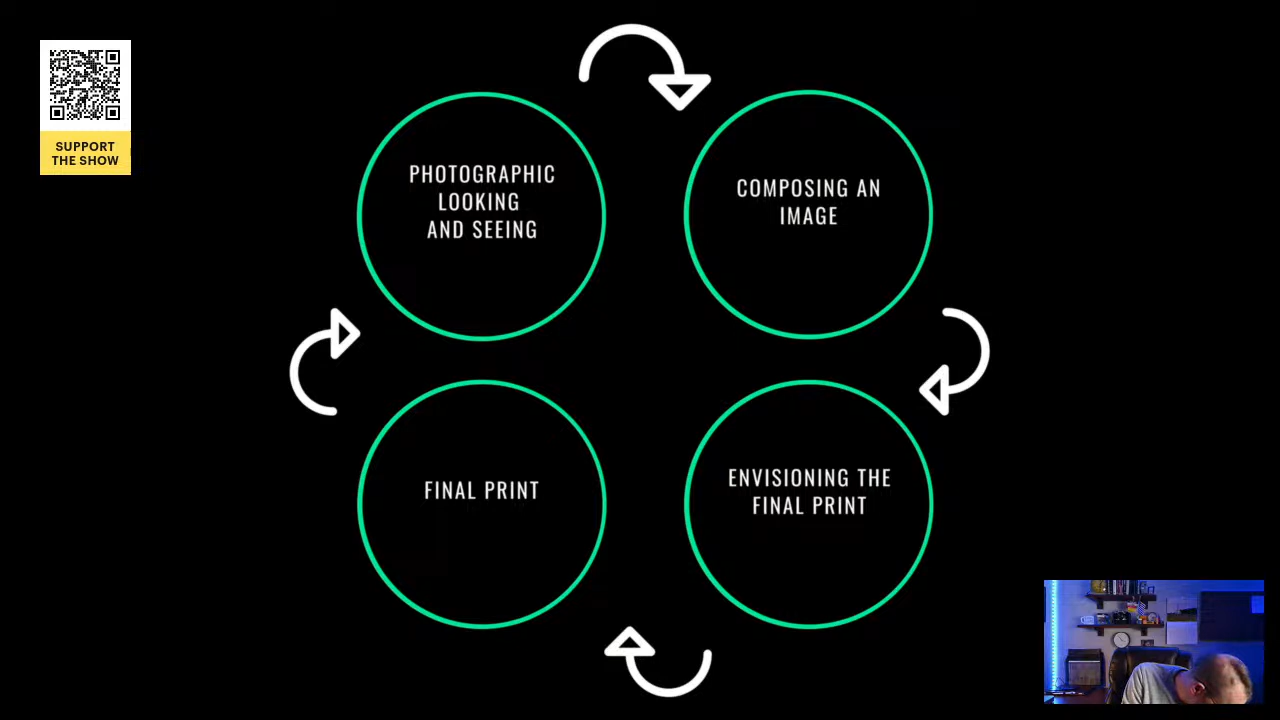 SUPPORT
THE SHOW
PHOTOGRAPHIC
LOOKING
AND SEEING
COMPOSING AN
IMAGE
FINAL PRINT
ENVISIONING THE
FINAL PRINT